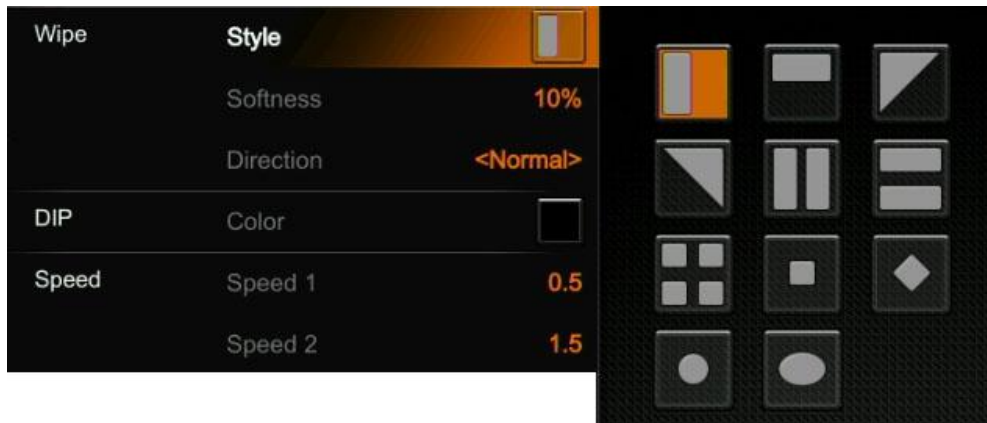 Wipe Style
Softness 10%
Direction <Normal>
DIP Color
Speed Speed 1 0.5
Speed 2 1.5